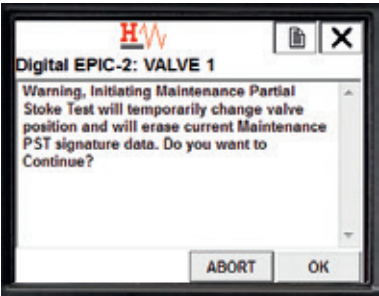 H
Digital EPIC-2: VALVE 1
Warning, Initiating Maintenance Partial
Stoke Test will temporarily change valve
position and will erase current Maintenance
PST signature data. Do you want to
Continue?
ABORT
OK